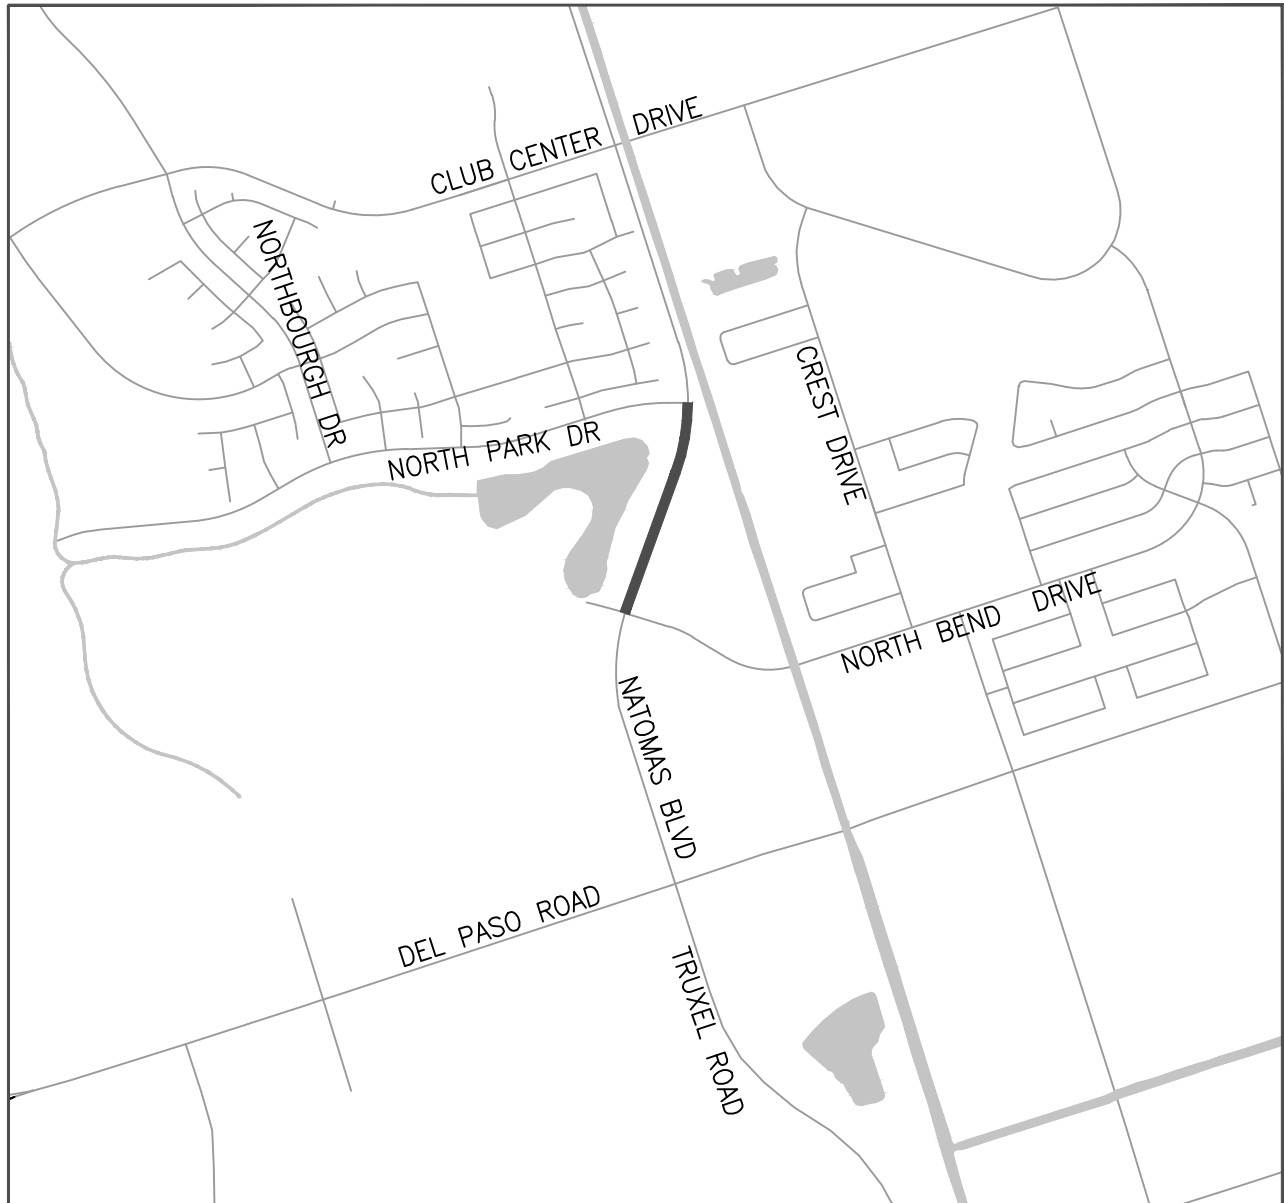 CLUB CENTER DRIVE
NORTHBOURGH DR
CREST DRIVE
NORTH PARK DR
NORTH BEND DRIVE
NATOMAS BLVD
DEL PASO ROAD
TRUXEL ROAD